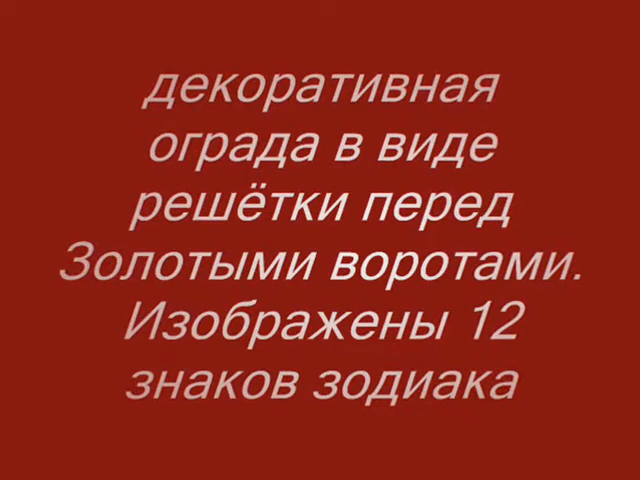 декоративная
ограда в виде
решётки перед
Золотыми воротами.
Изображены 12
знаков зодиака